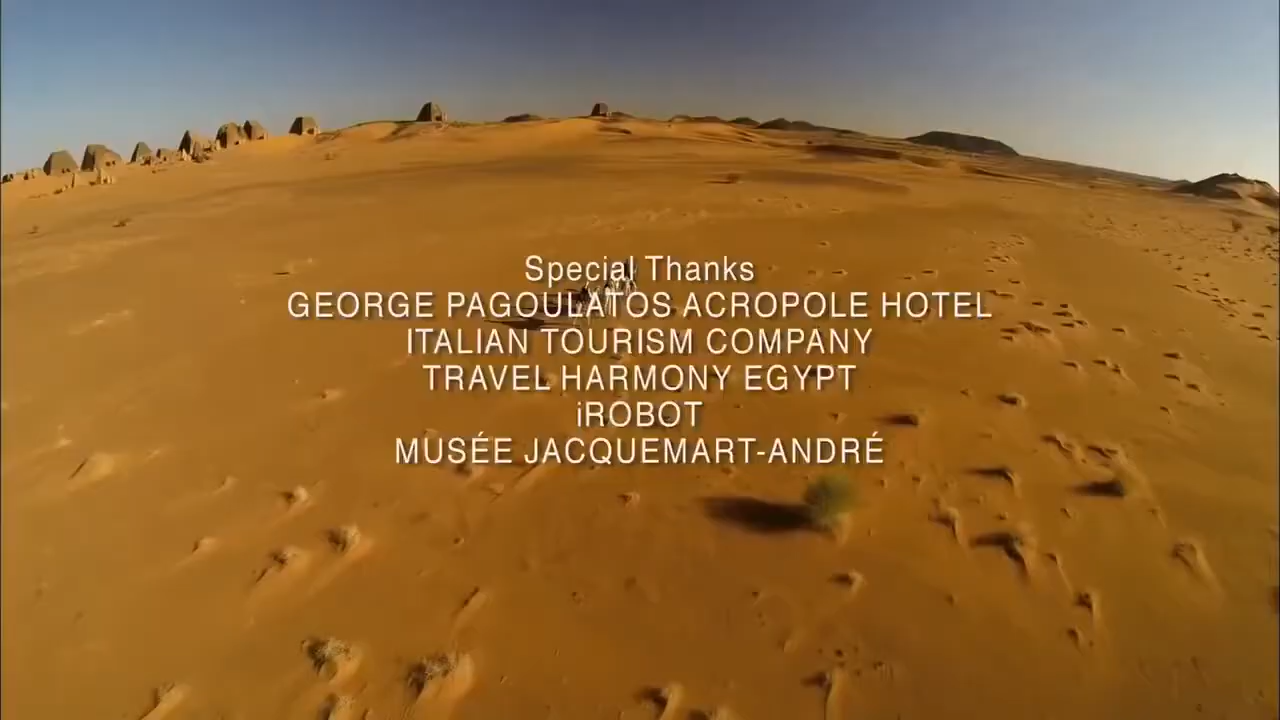 Special Thanks
GEORGE PAGOULATOS ACROPOLE HOTEL
ITALIAN TOURISM COMPANY
TRAVEL HARMONY EGYPT
iROBOT
MUSÉE JACQUEMART-ANDRÉ